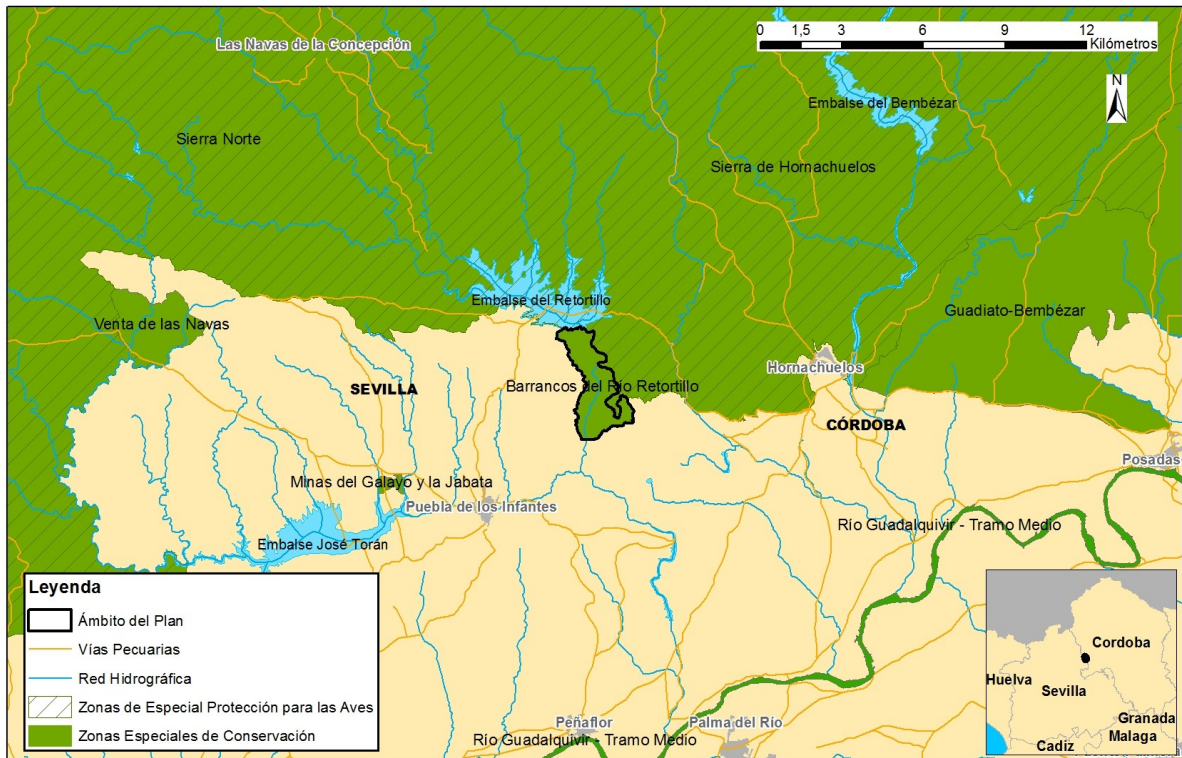 Las Navas de la Concepción
0 1,5 3 6 9 12
Kilómetros
N
Embalse del Bembézar
Sierra Norte
Sierra de Hornachuelos
Embalse del Retortillo
Guadiato-Bembézar
Venta de las Navas
Hornachuelos
SEVILLA
Barrancos del Río Retortillo
CÓRDOBA
Posadas
Minas del Galayo y la Jabata
Puebla de los Infantes
Río Guadalquivir - Tramo Medio
Embalse José Torán
Leyenda
Ámbito del Plan
Vías Pecuarias
Red Hidrográfica
Zonas de Especial Protección para las Aves
Zonas Especiales de Conservación
Peñaflor
Palma del Río
Río Guadalquivir - Tramo Medio
Cordoba
Huelva
Sevilla
Granada
Malaga
Cadiz